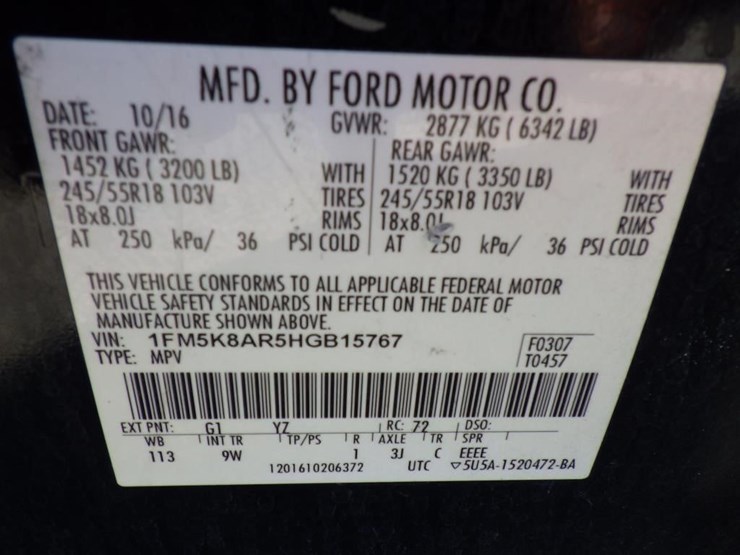 MFD. BY FORD MOTOR CO.
DATE: 10/16 GVWR: 2877 KG ( 6342 LB)
FRONT GAWR: REAR GAWR:
1452 KG ( 3200 LB) WITH 1520 KG ( 3350 LB) WITH
245/55R18 103V TIRES 245/55R18 103V TIRES
18x8.0J RIMS 18x8.0J RIMS
AT 250 kPa/ 36 PSI COLD AT 250 kPa/ 36 PSI COLD
THIS VEHICLE CONFORMS TO ALL APPLICABLE FEDERAL MOTOR
VEHICLE SAFETY STANDARDS IN EFFECT ON THE DATE OF
MANUFACTURE SHOWN ABOVE.
VIN: 1FM5K8AR5HGB15767 F0307
TYPE: MPV T0457
EXT PNT: G1 YZ RC: 72 DSO:
WB INT TR TP/PS R AXLE TR SPR
113 9W 1 3J C EEEE
1201610206372 UTC ▽5U5A-1520472-BA